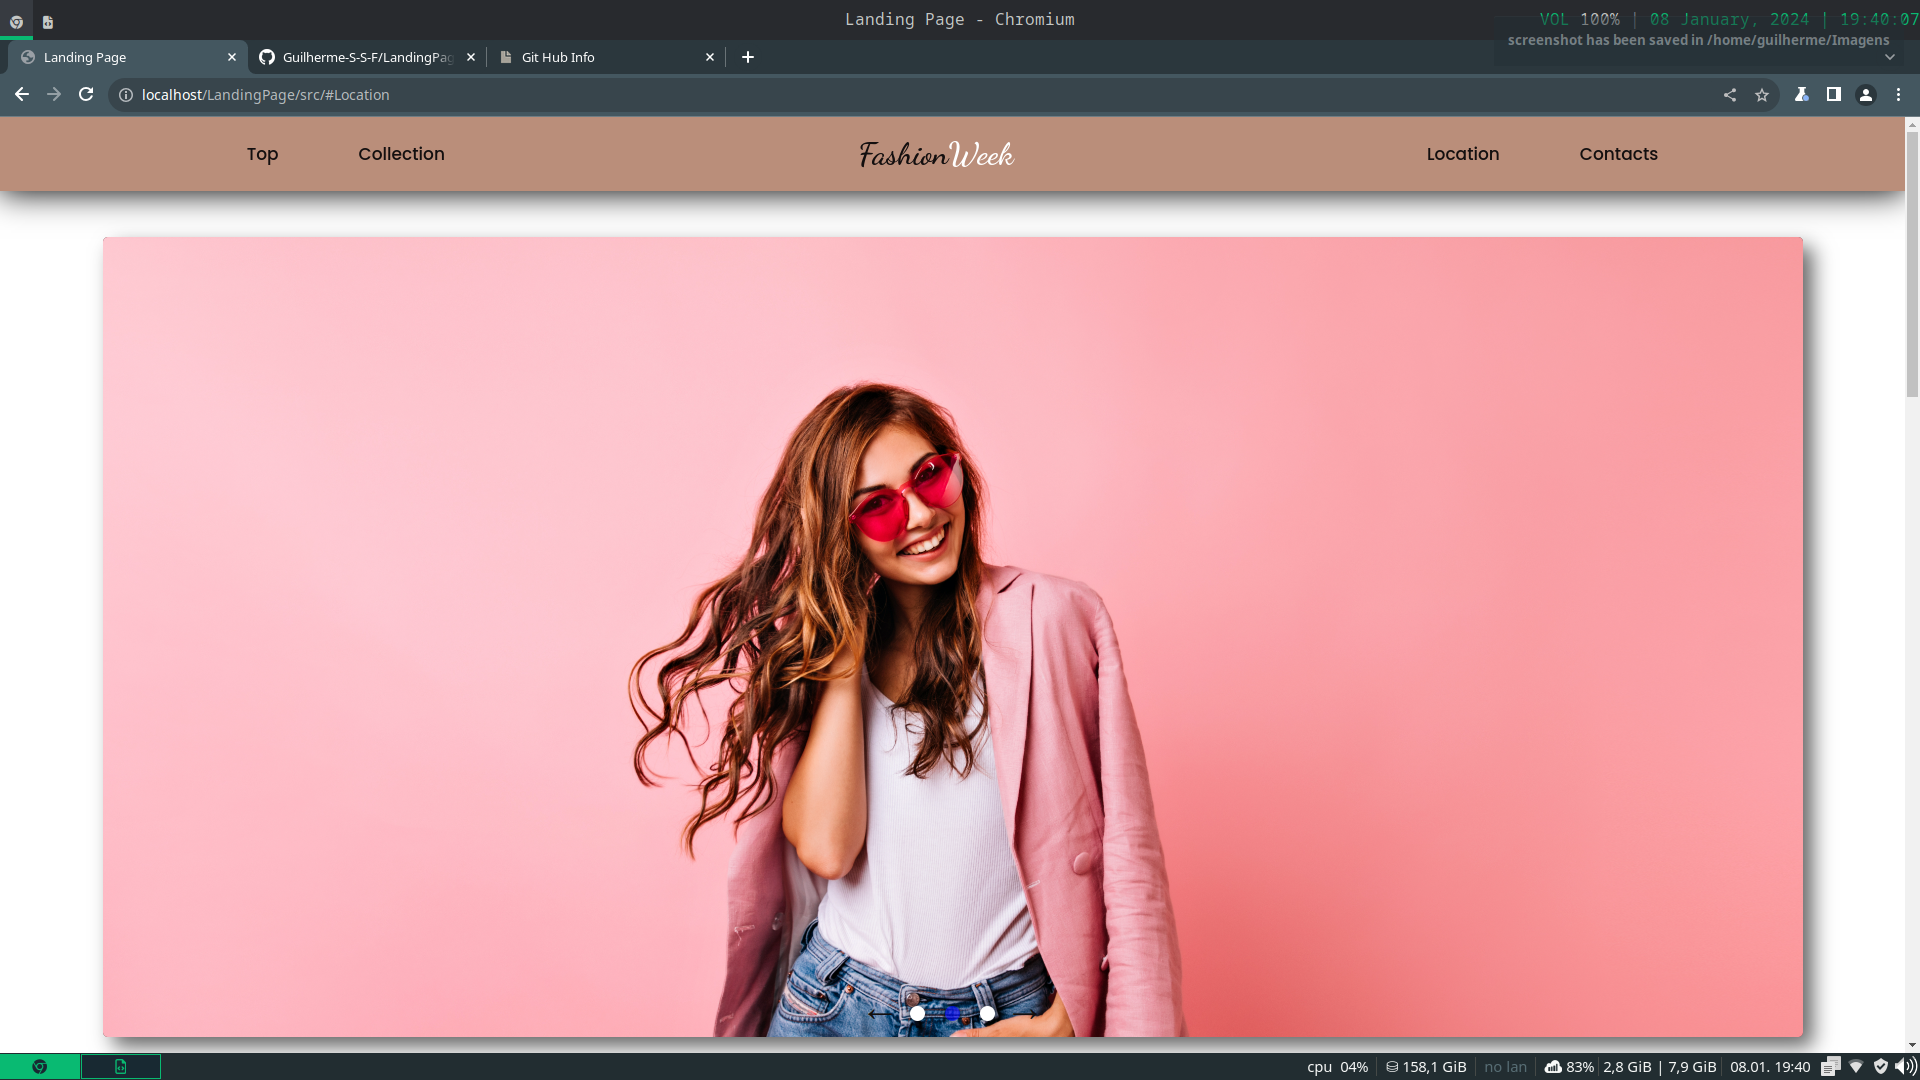 Landing Page - Chromium
VOL 100% | 08 January, 2024 | 19:40:07
screenshot has been saved in /home/guilherme/Imagens
Landing Page
Guilherme-S-S-F/LandingPag
Git Hub Info
localhost/LandingPage/src/#Location
Top
Collection
FashionWeek
Location
Contacts
cpu 04%
158,1 GiB
no lan
83%
2,8 GiB | 7,9 GiB
08.01. 19:40